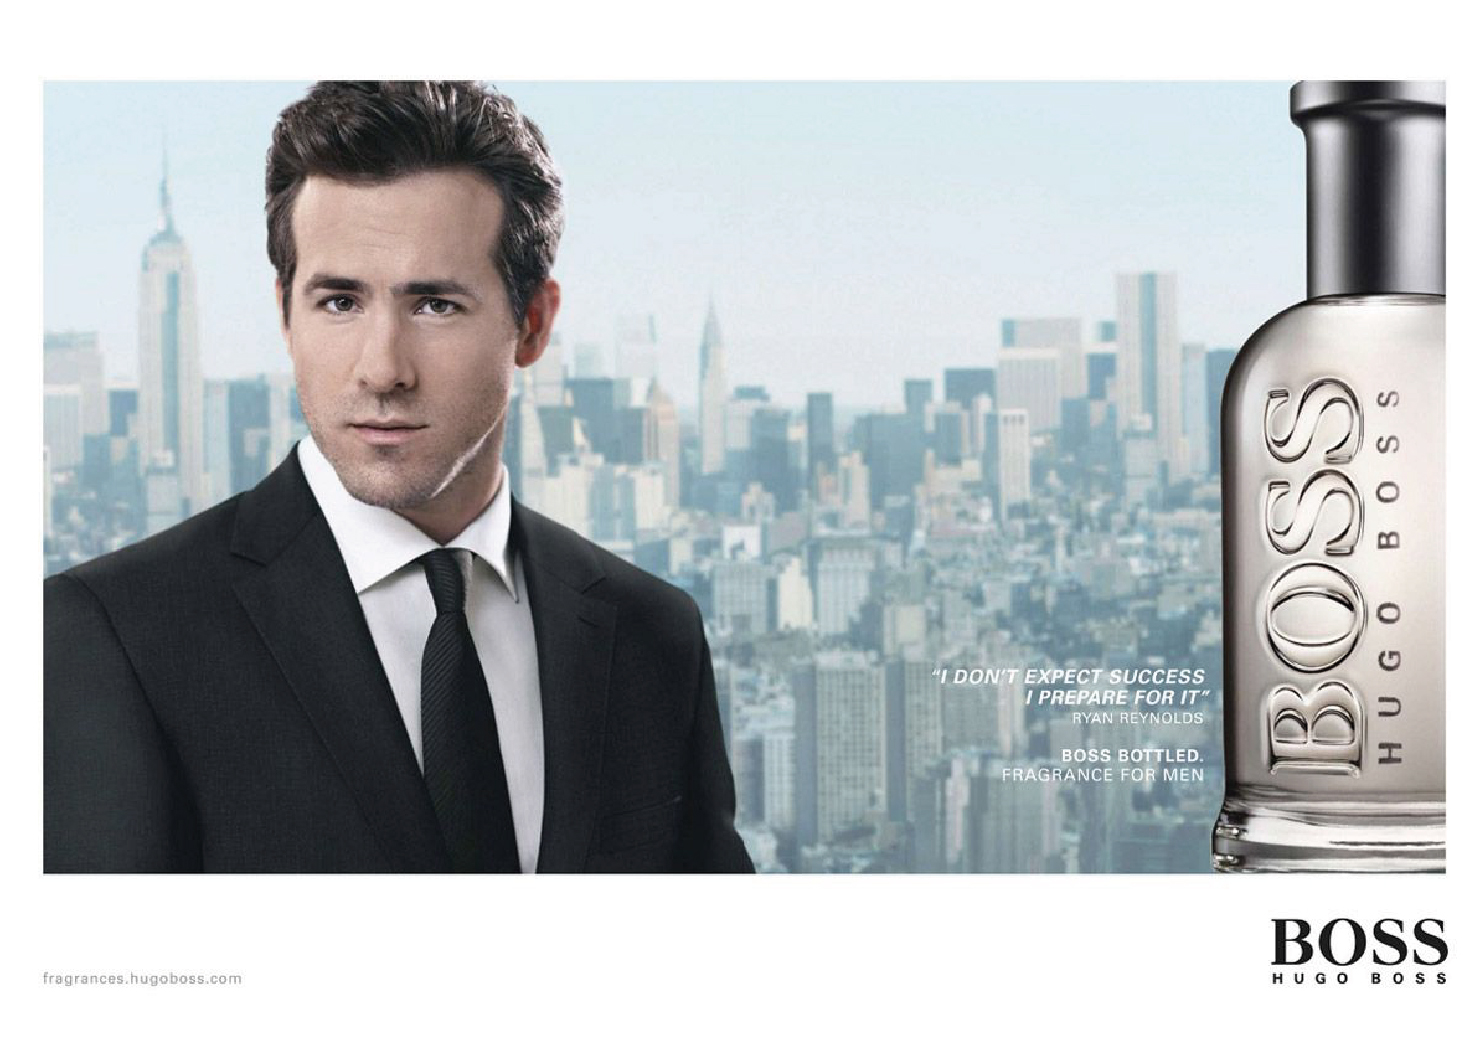 “I DON’T EXPECT SUCCESS
I PREPARE FOR IT”
RYAN REYNOLDS
BOSS BOTTLED.
FRAGRANCE FOR MEN
BOSS
HUGO BOSS
fragrances.hugoboss.com
BOSS
HUGO BOSS